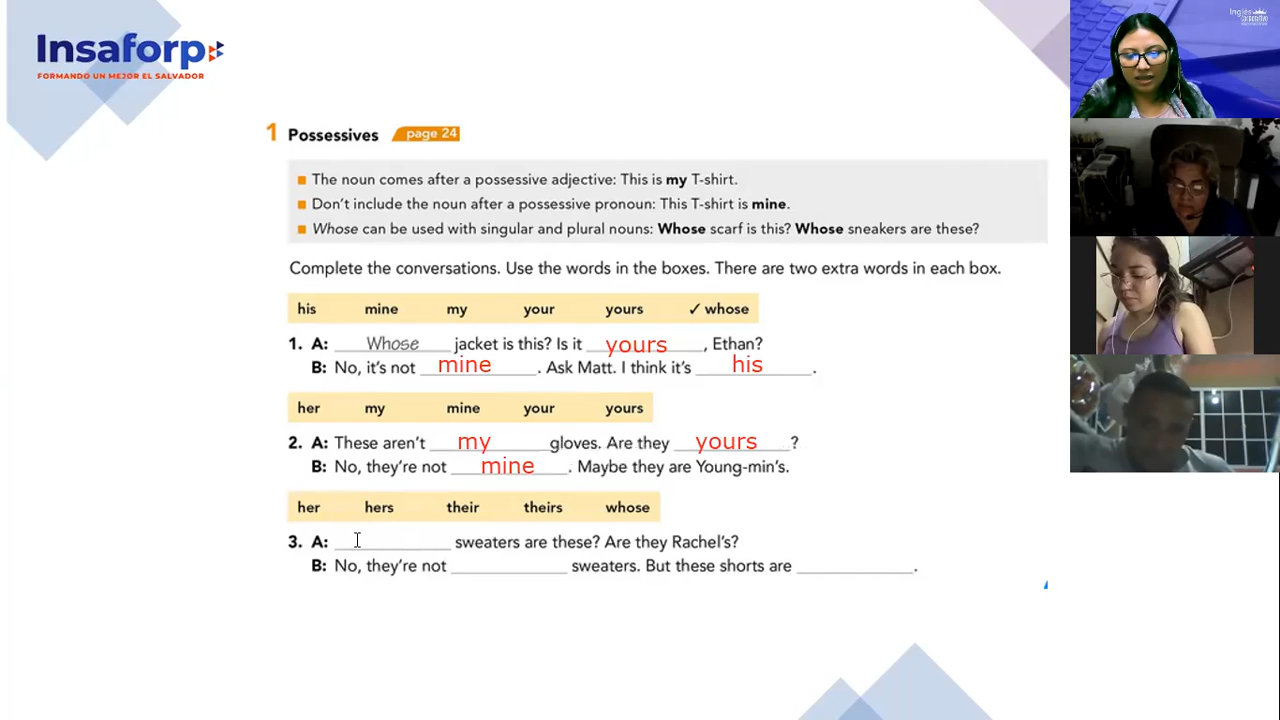 Insaforp
FORMANDO UN MEJOR EL SALVADOR
Inglés
1 Possessives page 24
The noun comes after a possessive adjective: This is my T-shirt.
Don't include the noun after a possessive pronoun: This T-shirt is mine.
Whose can be used with singular and plural nouns: Whose scarf is this? Whose sneakers are these?
Complete the conversations. Use the words in the boxes. There are two extra words in each box.
his mine my your yours ✓ whose
1. A: Whose jacket is this? Is it yours, Ethan?
B: No, it's not mine. Ask Matt. I think it's his.
her my mine your yours
2. A: These aren't my gloves. Are they yours?
B: No, they're not mine. Maybe they are Young-min's.
her hers their theirs whose
3. A: ____________ sweaters are these? Are they Rachel's?
B: No, they're not ____________ sweaters. But these shorts are ____________.